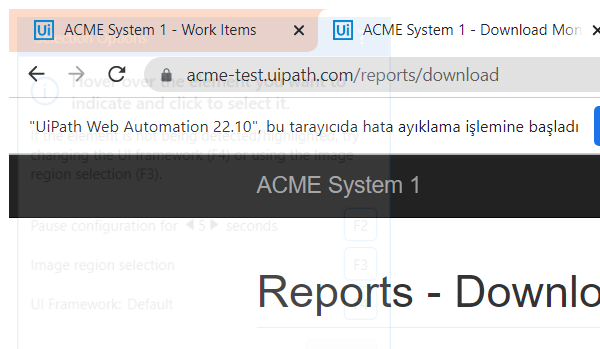 Ui ACME System 1 - Work Items
Ui ACME System 1 - Download Mon
Selection Options
acme-test.uipath.com/reports/download
Hover over the element you want to
indicate and click to select it.
"UiPath Web Automation 22.10", bu tarayıcıda hata ayıklama işlemine başladı
If the element is not being detected/highlighted, try
changing the UI framework (F4) or using the image
region selection (F3).
ACME System 1
Pause configuration for 5 seconds F2
Image region selection F3
Reports - Downlo
UI Framework: Default